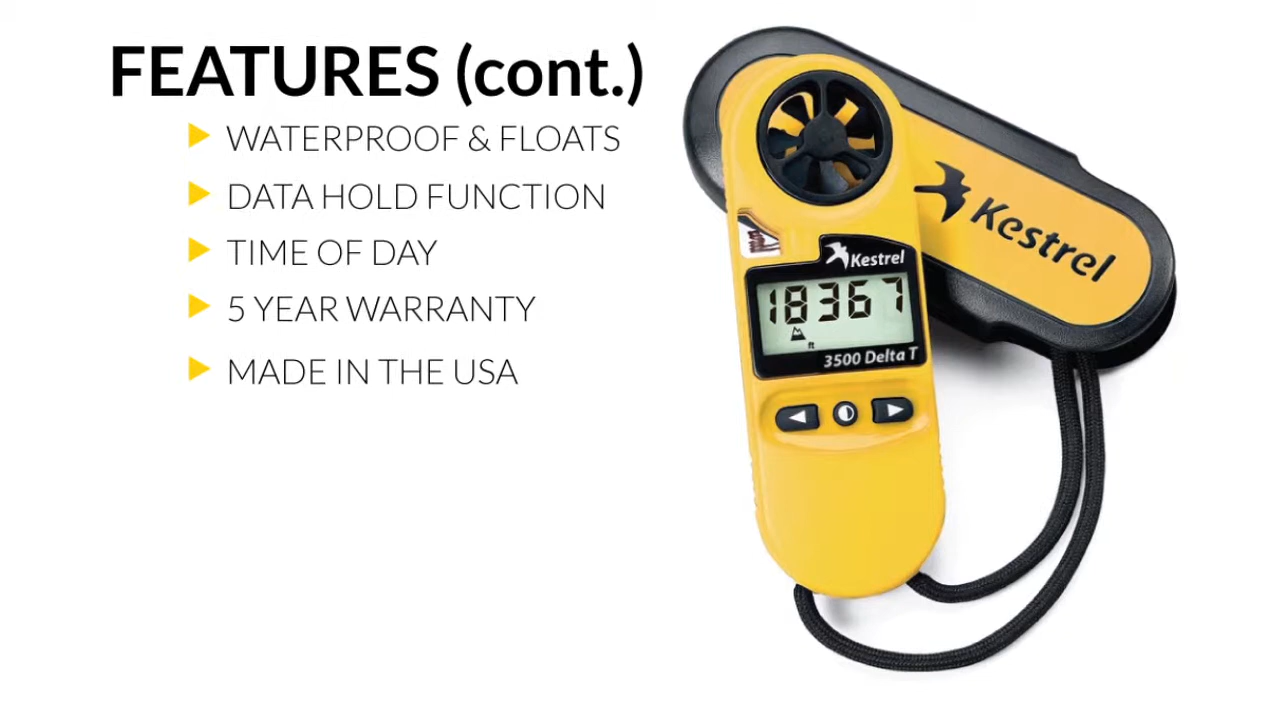 FEATURES (cont.)
WATERPROOF & FLOATS
DATA HOLD FUNCTION
TIME OF DAY
5 YEAR WARRANTY
MADE IN THE USA
Kestrel
Kestrel
18367
ft
3500 Delta T